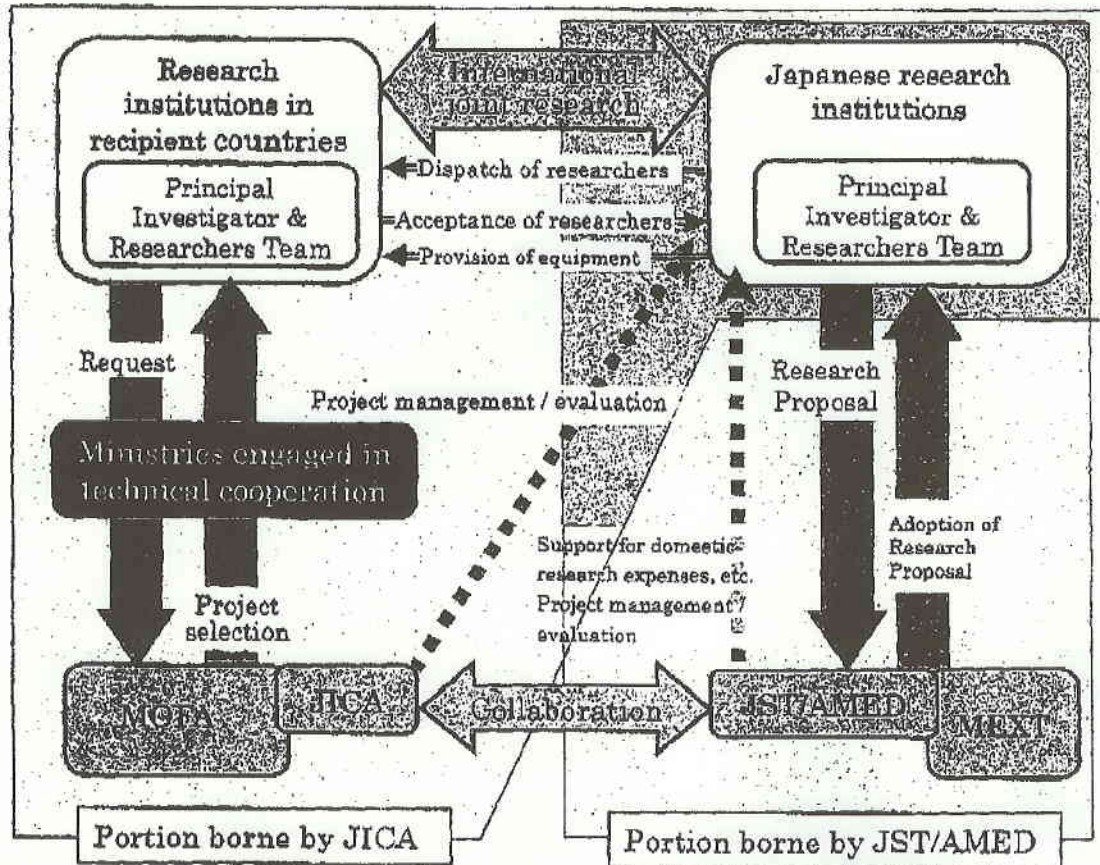 Research
institutions in
recipient countries
Principal
Investigator &
Researchers Team
International
joint research
Japanese research
institutions
Principal
Investigator &
Researchers Team
Dispatch of researchers
Acceptance of researchers
Provision of equipment
Request
Project management / evaluation
Research
Proposal
Ministries engaged in
technical cooperation
Adoption of
Research
Proposal
Support for domestic
research expenses, etc.
Project management /
evaluation
Project
selection
MOFA
JICA
Collaboration
JST/AMED
MEXT
Portion borne by JICA
Portion borne by JST/AMED